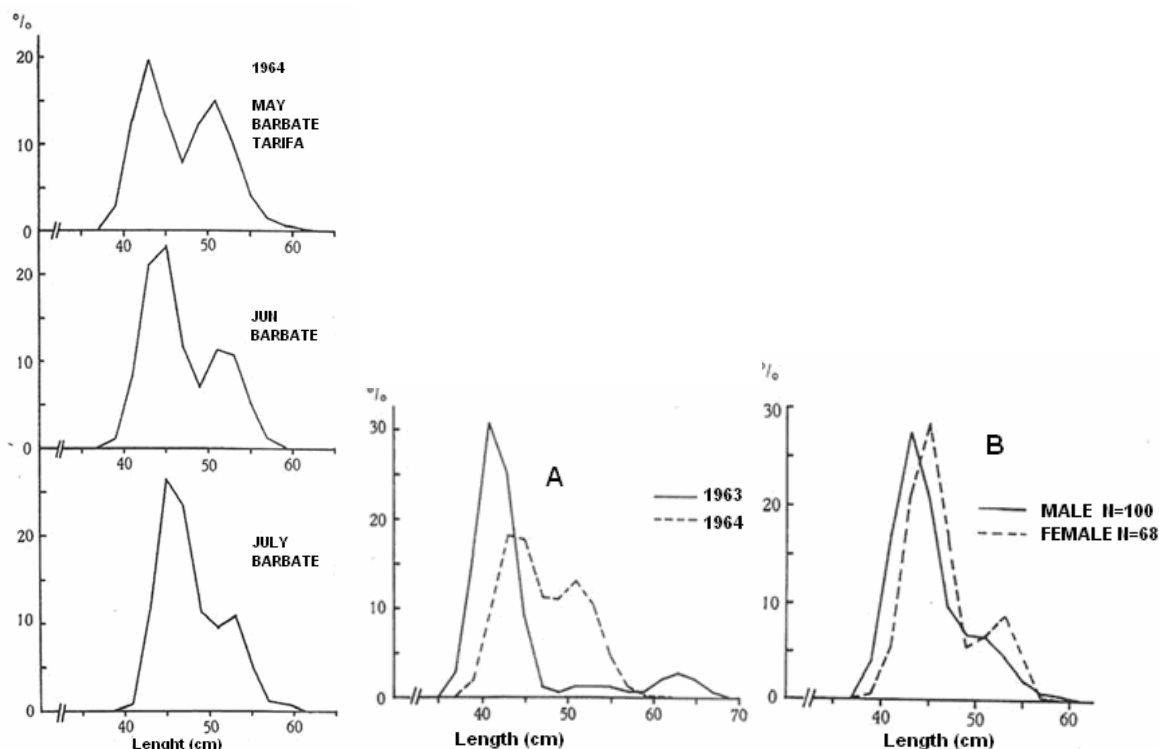 %
20
10
0
1964
MAY
BARBATE
TARIFA
40 50 60
20
10
0
JUN
BARBATE
40 50 60
20
10
0
JULY
BARBATE
40 50 60
Lenght (cm)
%
30
20
10
0
A
1963
1964
40 50 60 70
Length (cm)
%
30
20
10
0
B
MALE N=100
FEMALE N=68
40 50 60
Length (cm)